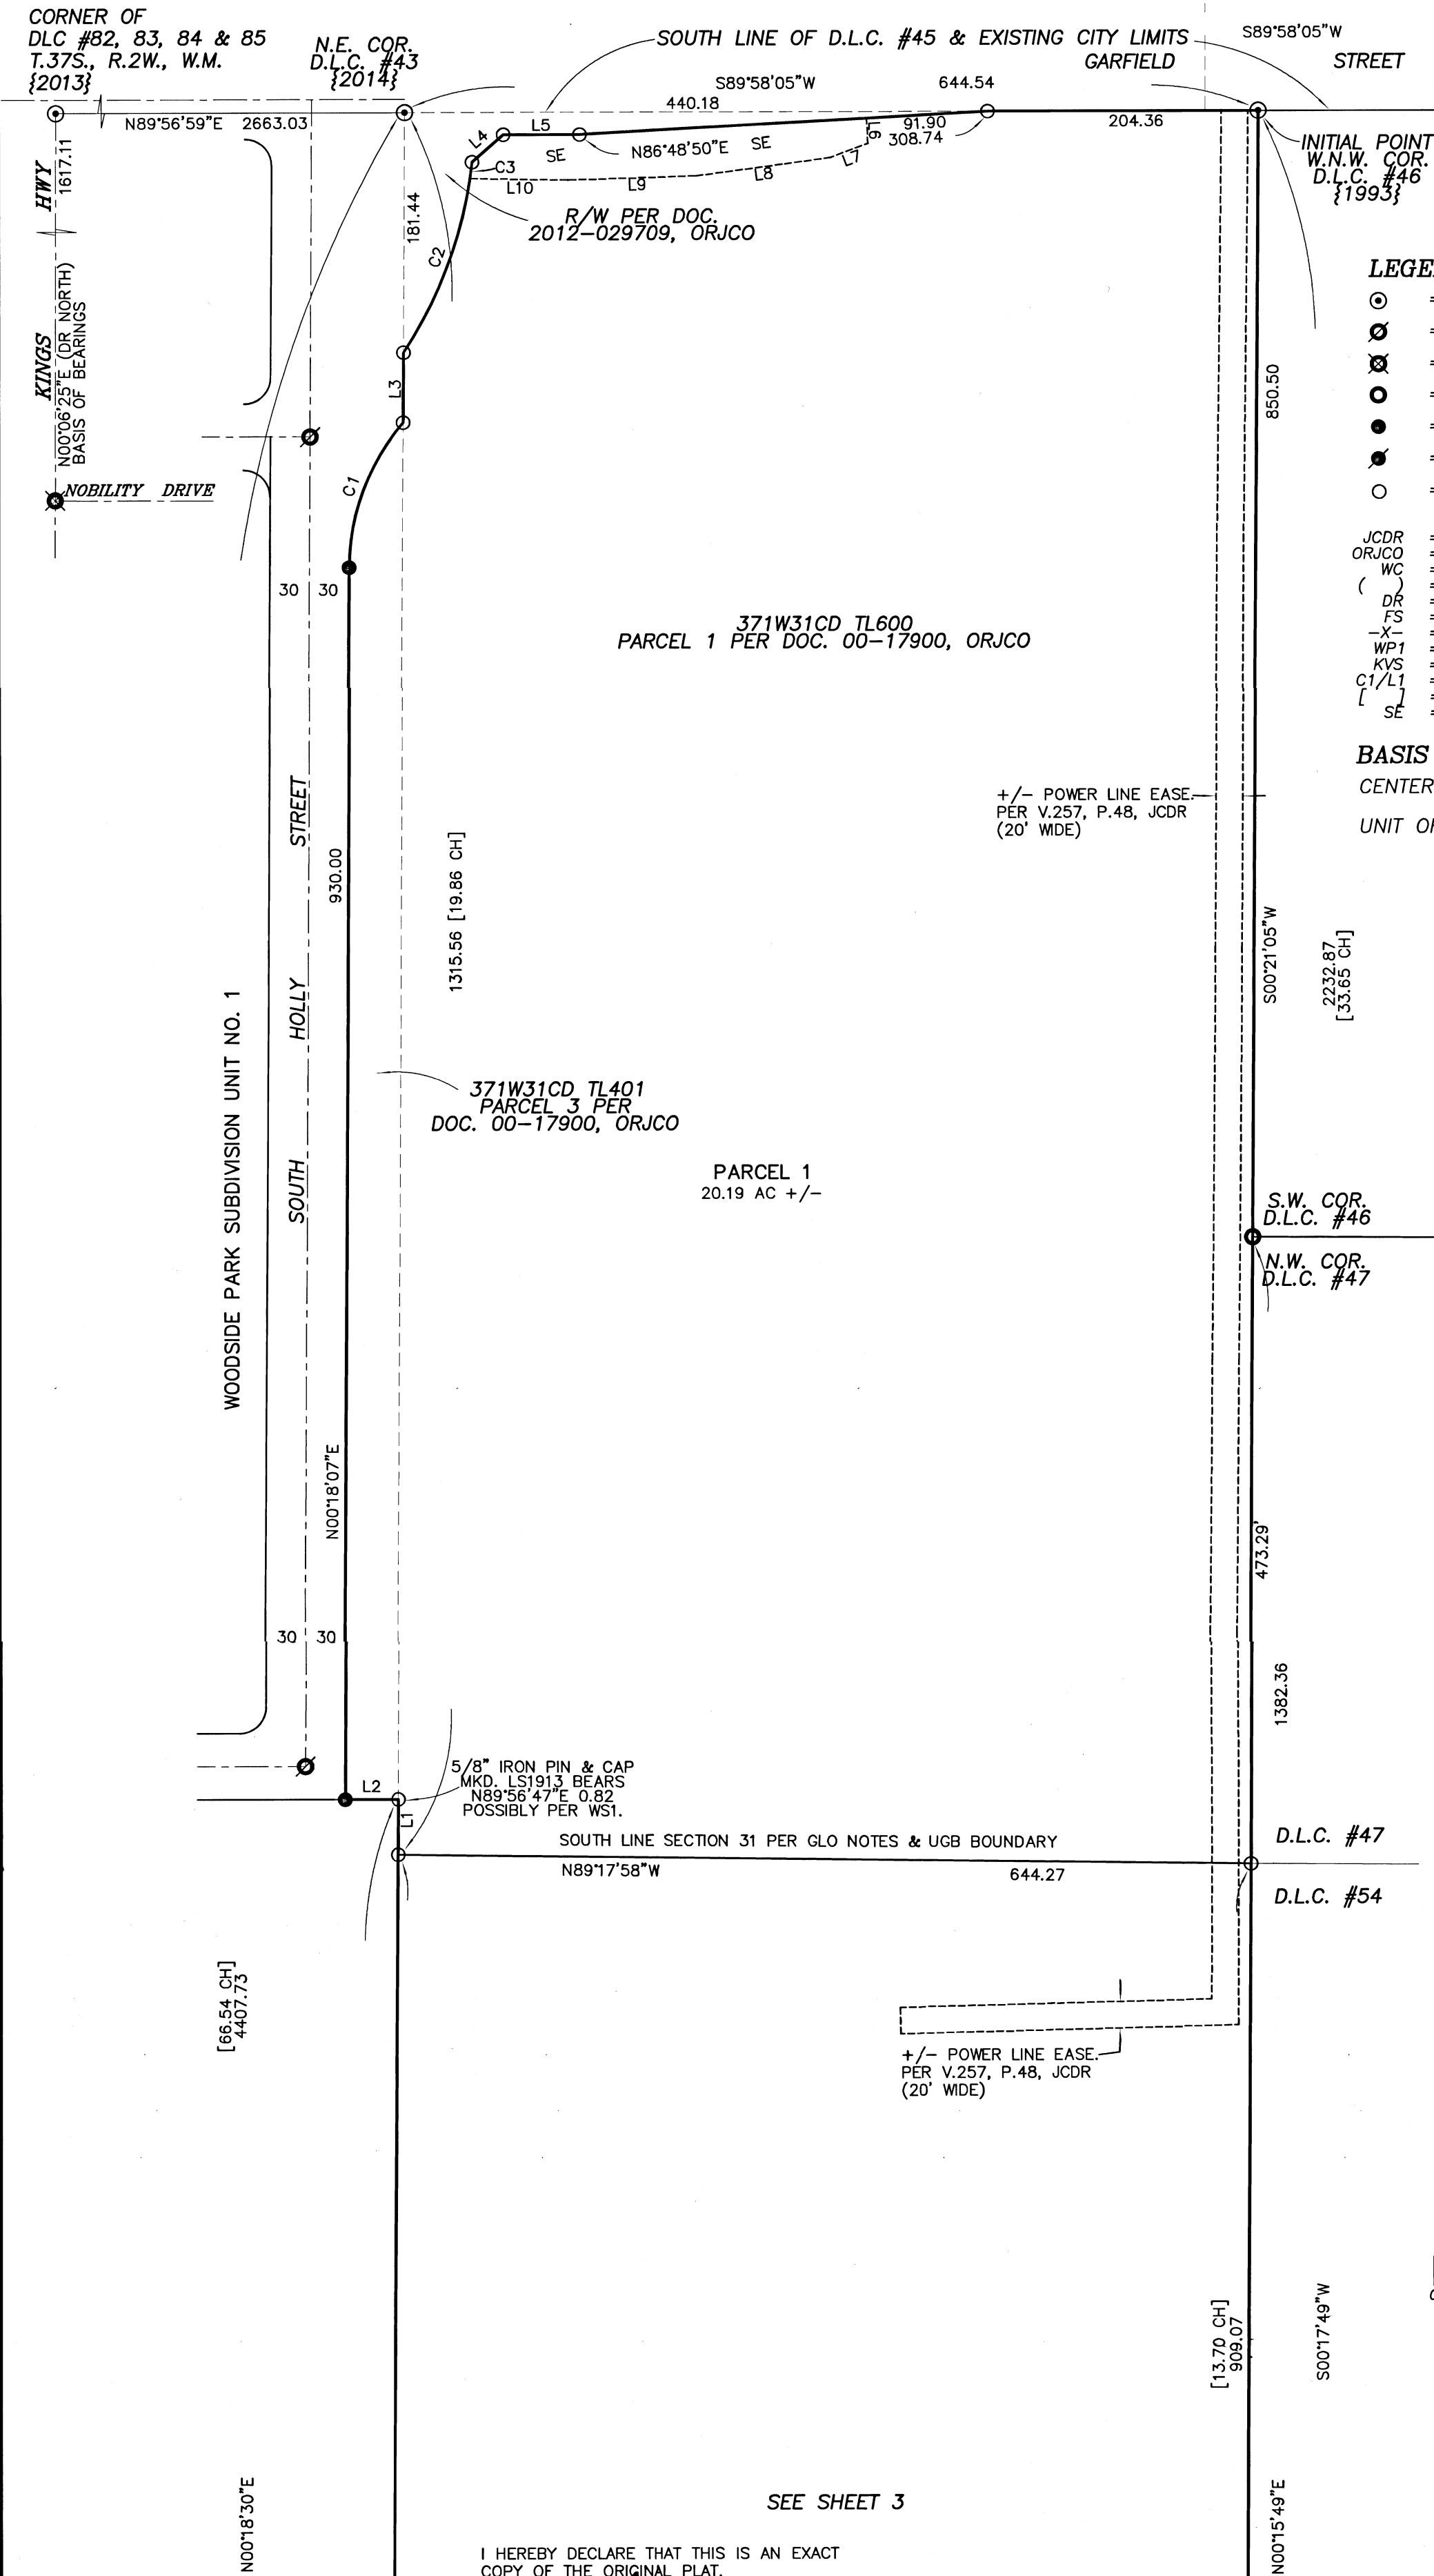 CORNER OF
DLC #82, 83, 84 & 85
T.37S., R.2W., W.M.
{2013}
N.E. COR.
D.L.C. #43
{2014}
SOUTH LINE OF D.L.C. #45 & EXISTING CITY LIMITS
S89°58'05"W
GARFIELD STREET
S89°58'05"W 644.54
440.18
N89°56'59"E 2663.03
L4
L5
SE
N86°48'50"E
SE
91.90
308.74
L6
L7
L8
L9
L10
C3
204.36
INITIAL POINT
W.N.W. COR.
D.L.C. #46
{1993}
1617.11
KINGS HWY
N00°06'25"E (DR NORTH)
BASIS OF BEARINGS
181.44
R/W PER DOC.
2012-029709, ORJCO
C2
L3
C1
NOBILITY DRIVE
30 30
LEGE
=
=
=
=
=
=
=
JCDR =
ORJCO =
WC =
( ) =
DR =
FS =
-X- =
WP1 =
KVS =
C1/L1 =
[ ] =
SE =
BASIS
CENTER
UNIT OF
850.50
371W31CD TL600
PARCEL 1 PER DOC. 00-17900, ORJCO
+/- POWER LINE EASE.
PER V.257, P.48, JCDR
(20' WIDE)
SOUTH HOLLY STREET
930.00
1315.56 [19.86 CH]
S00°21'05"W
2232.87
[33.65 CH]
WOODSIDE PARK SUBDIVISION UNIT NO. 1
371W31CD TL401
PARCEL 3 PER
DOC. 00-17900, ORJCO
PARCEL 1
20.19 AC +/-
S.W. COR.
D.L.C. #46
N.W. COR.
D.L.C. #47
N00°18'07"E
473.29'
30 30
1382.36
L2
5/8" IRON PIN & CAP
MKD. LS1913 BEARS
N89°56'47"E 0.82
POSSIBLY PER WS1.
L1
SOUTH LINE SECTION 31 PER GLO NOTES & UGB BOUNDARY
N89°17'58"W 644.27
D.L.C. #47
D.L.C. #54
[66.54 CH]
4407.73
+/- POWER LINE EASE.
PER V.257, P.48, JCDR
(20' WIDE)
[13.70 CH]
909.07
S00°17'49"W
N00°18'30"E
SEE SHEET 3
N00°15'49"E
I HEREBY DECLARE THAT THIS IS AN EXACT
COPY OF THE ORIGINAL PLAT.